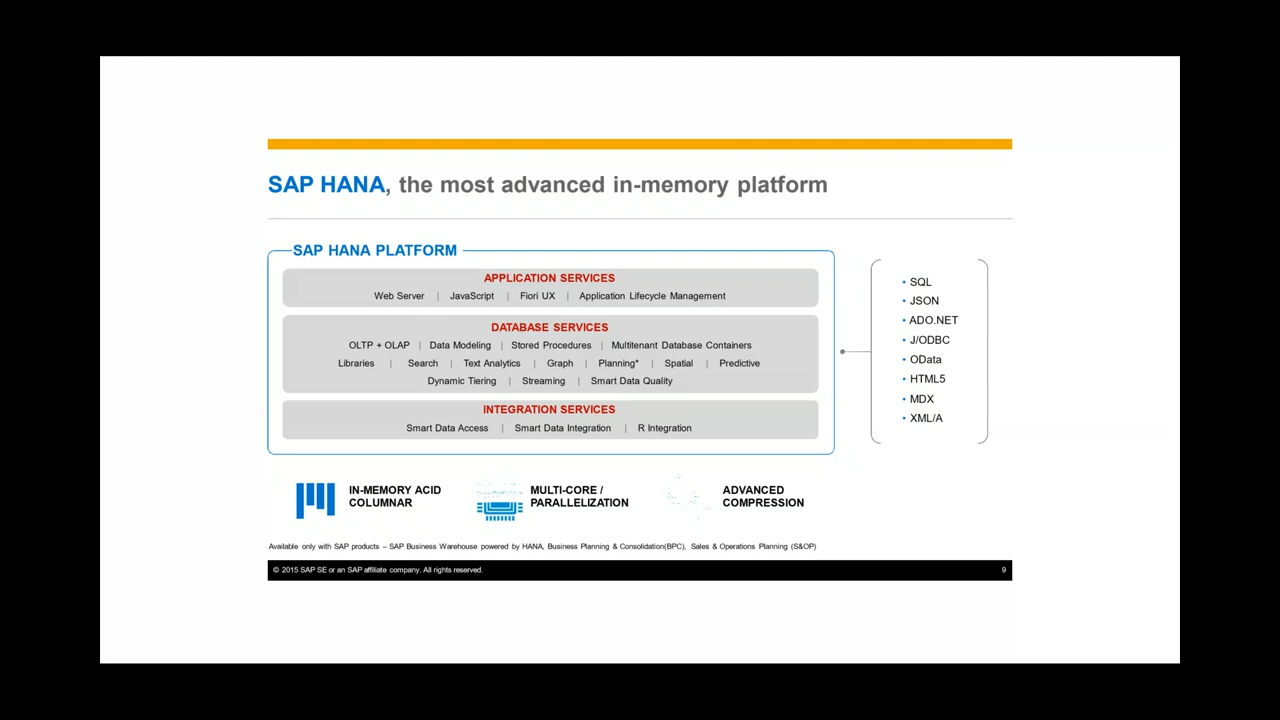 SAP HANA, the most advanced in-memory platform
SAP HANA PLATFORM
APPLICATION SERVICES
Web Server | JavaScript | Fiori UX | Application Lifecycle Management
DATABASE SERVICES
OLTP + OLAP | Data Modeling | Stored Procedures | Multitenant Database Containers
Libraries | Search | Text Analytics | Graph | Planning* | Spatial | Predictive
Dynamic Tiering | Streaming | Smart Data Quality
INTEGRATION SERVICES
Smart Data Access | Smart Data Integration | R Integration
• SQL
• JSON
• ADO.NET
• J/ODBC
• OData
• HTML5
• MDX
• XML/A
IN-MEMORY ACID
COLUMNAR
MULTI-CORE /
PARALLELIZATION
ADVANCED
COMPRESSION
Available only with SAP products – SAP Business Warehouse powered by HANA, Business Planning & Consolidation(BPC), Sales & Operations Planning (S&OP)
© 2015 SAP SE or an SAP affiliate company. All rights reserved.
9